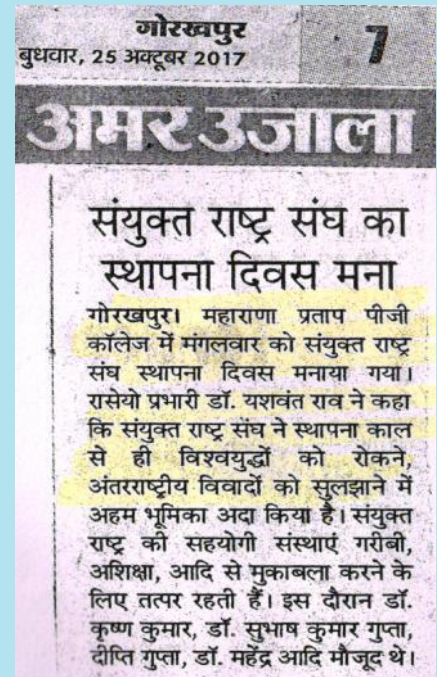 गोरखपुर
बुधवार, 25 अक्टूबर 2017
7
अमर उजाला
संयुक्त राष्ट्र संघ का
स्थापना दिवस मना
गोरखपुर। महाराणा प्रताप पीजी
कॉलेज में मंगलवार को संयुक्त राष्ट्र
संघ स्थापना दिवस मनाया गया।
रासेयो प्रभारी डॉ. यशवंत राव ने कहा
कि संयुक्त राष्ट्र संघ ने स्थापना काल
से ही विश्वयुद्धों को रोकने,
अंतरराष्ट्रीय विवादों को सुलझाने में
अहम भूमिका अदा किया है। संयुक्त
राष्ट्र की सहयोगी संस्थाएं गरीबी,
अशिक्षा, आदि से मुकाबला करने के
लिए तत्पर रहती हैं। इस दौरान डॉ.
कृष्ण कुमार, डॉ. सुभाष कुमार गुप्ता,
दीप्ति गुप्ता, डॉ. महेंद्र आदि मौजूद थे।